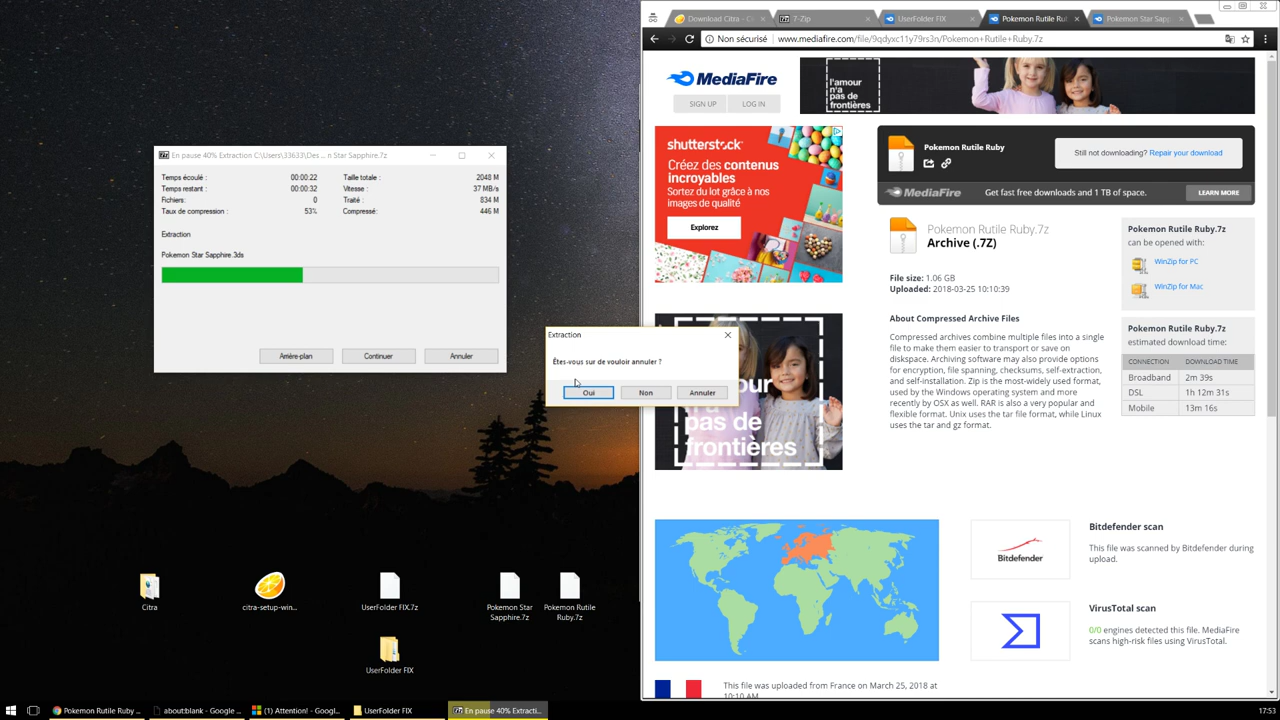 Download Citra - Ci
7-Zip
UserFolder FIX
Pokemon Rutile Ru
Pokemon Star Sapp
Non sécurisé
www.mediafire.com/file/9qdyxc11y79rs3n/Pokemon+Rutile+Ruby.7z
MediaFire
SIGN UP
LOG IN
l'amour
n'a
pas de
frontières
En pause 40% Extraction C:\Users\33633\Des ... n Star Sapphire.7z
Temps écoulé : 00:00:22
Taille totale : 2048 M
Temps restant : 00:00:32
Vitesse : 37 MB/s
Fichiers: 0
Traité : 834 M
Taux de compression : 53%
Compressé: 446 M
Extraction
Pokemon Star Sapphire.3ds
Arrière-plan
Continuer
Annuler
Extraction
Êtes-vous sur de vouloir annuler ?
Oui
Non
Annuler
shutterstock
Créez des contenus
incroyables
Sortez du lot grâce à nos
images de qualité
Explorez
our
pas de
frontières
Pokemon Rutile Ruby
Still not downloading? Repair your download
MediaFire
Get fast free downloads and 1 TB of space.
LEARN MORE
Pokemon Rutile Ruby.7z
Archive (.7Z)
File size: 1.06 GB
Uploaded: 2018-03-25 10:10:39
About Compressed Archive Files
Compressed archives combine multiple files into a single
file to make them easier to transport or save on
diskspace. Archiving software may also provide options
for encryption, file spanning, checksums, self-extraction,
and self-installation. Zip is the most-widely used format,
used by the Windows operating system and more
recently by OSX as well. RAR is also a very popular and
flexible format. Unix uses the tar file format, while Linux
uses the tar and gz format.
Pokemon Rutile Ruby.7z
can be opened with:
WinZip for PC
WinZip for Mac
Pokemon Rutile Ruby.7z
estimated download time:
CONNECTION DOWNLOAD TIME
Broadband 2m 39s
DSL 1h 12m 31s
Mobile 13m 16s
Bitdefender
Bitdefender scan
This file was scanned by Bitdefender during
upload.
VirusTotal scan
0/0 engines detected this file. MediaFire
scans high-risk files using VirusTotal.
This file was uploaded from France on March 25, 2018 at
10:10 AM
Citra
citra-setup-win...
UserFolder FIX.7z
Pokemon Star
Sapphire.7z
Pokemon Rutile
Ruby.7z
UserFolder FIX
Pokemon Rutile Ruby ...
about:blank - Google ...
(1) Attention! - Googl...
UserFolder FIX
En pause 40% Extracti...
17:53